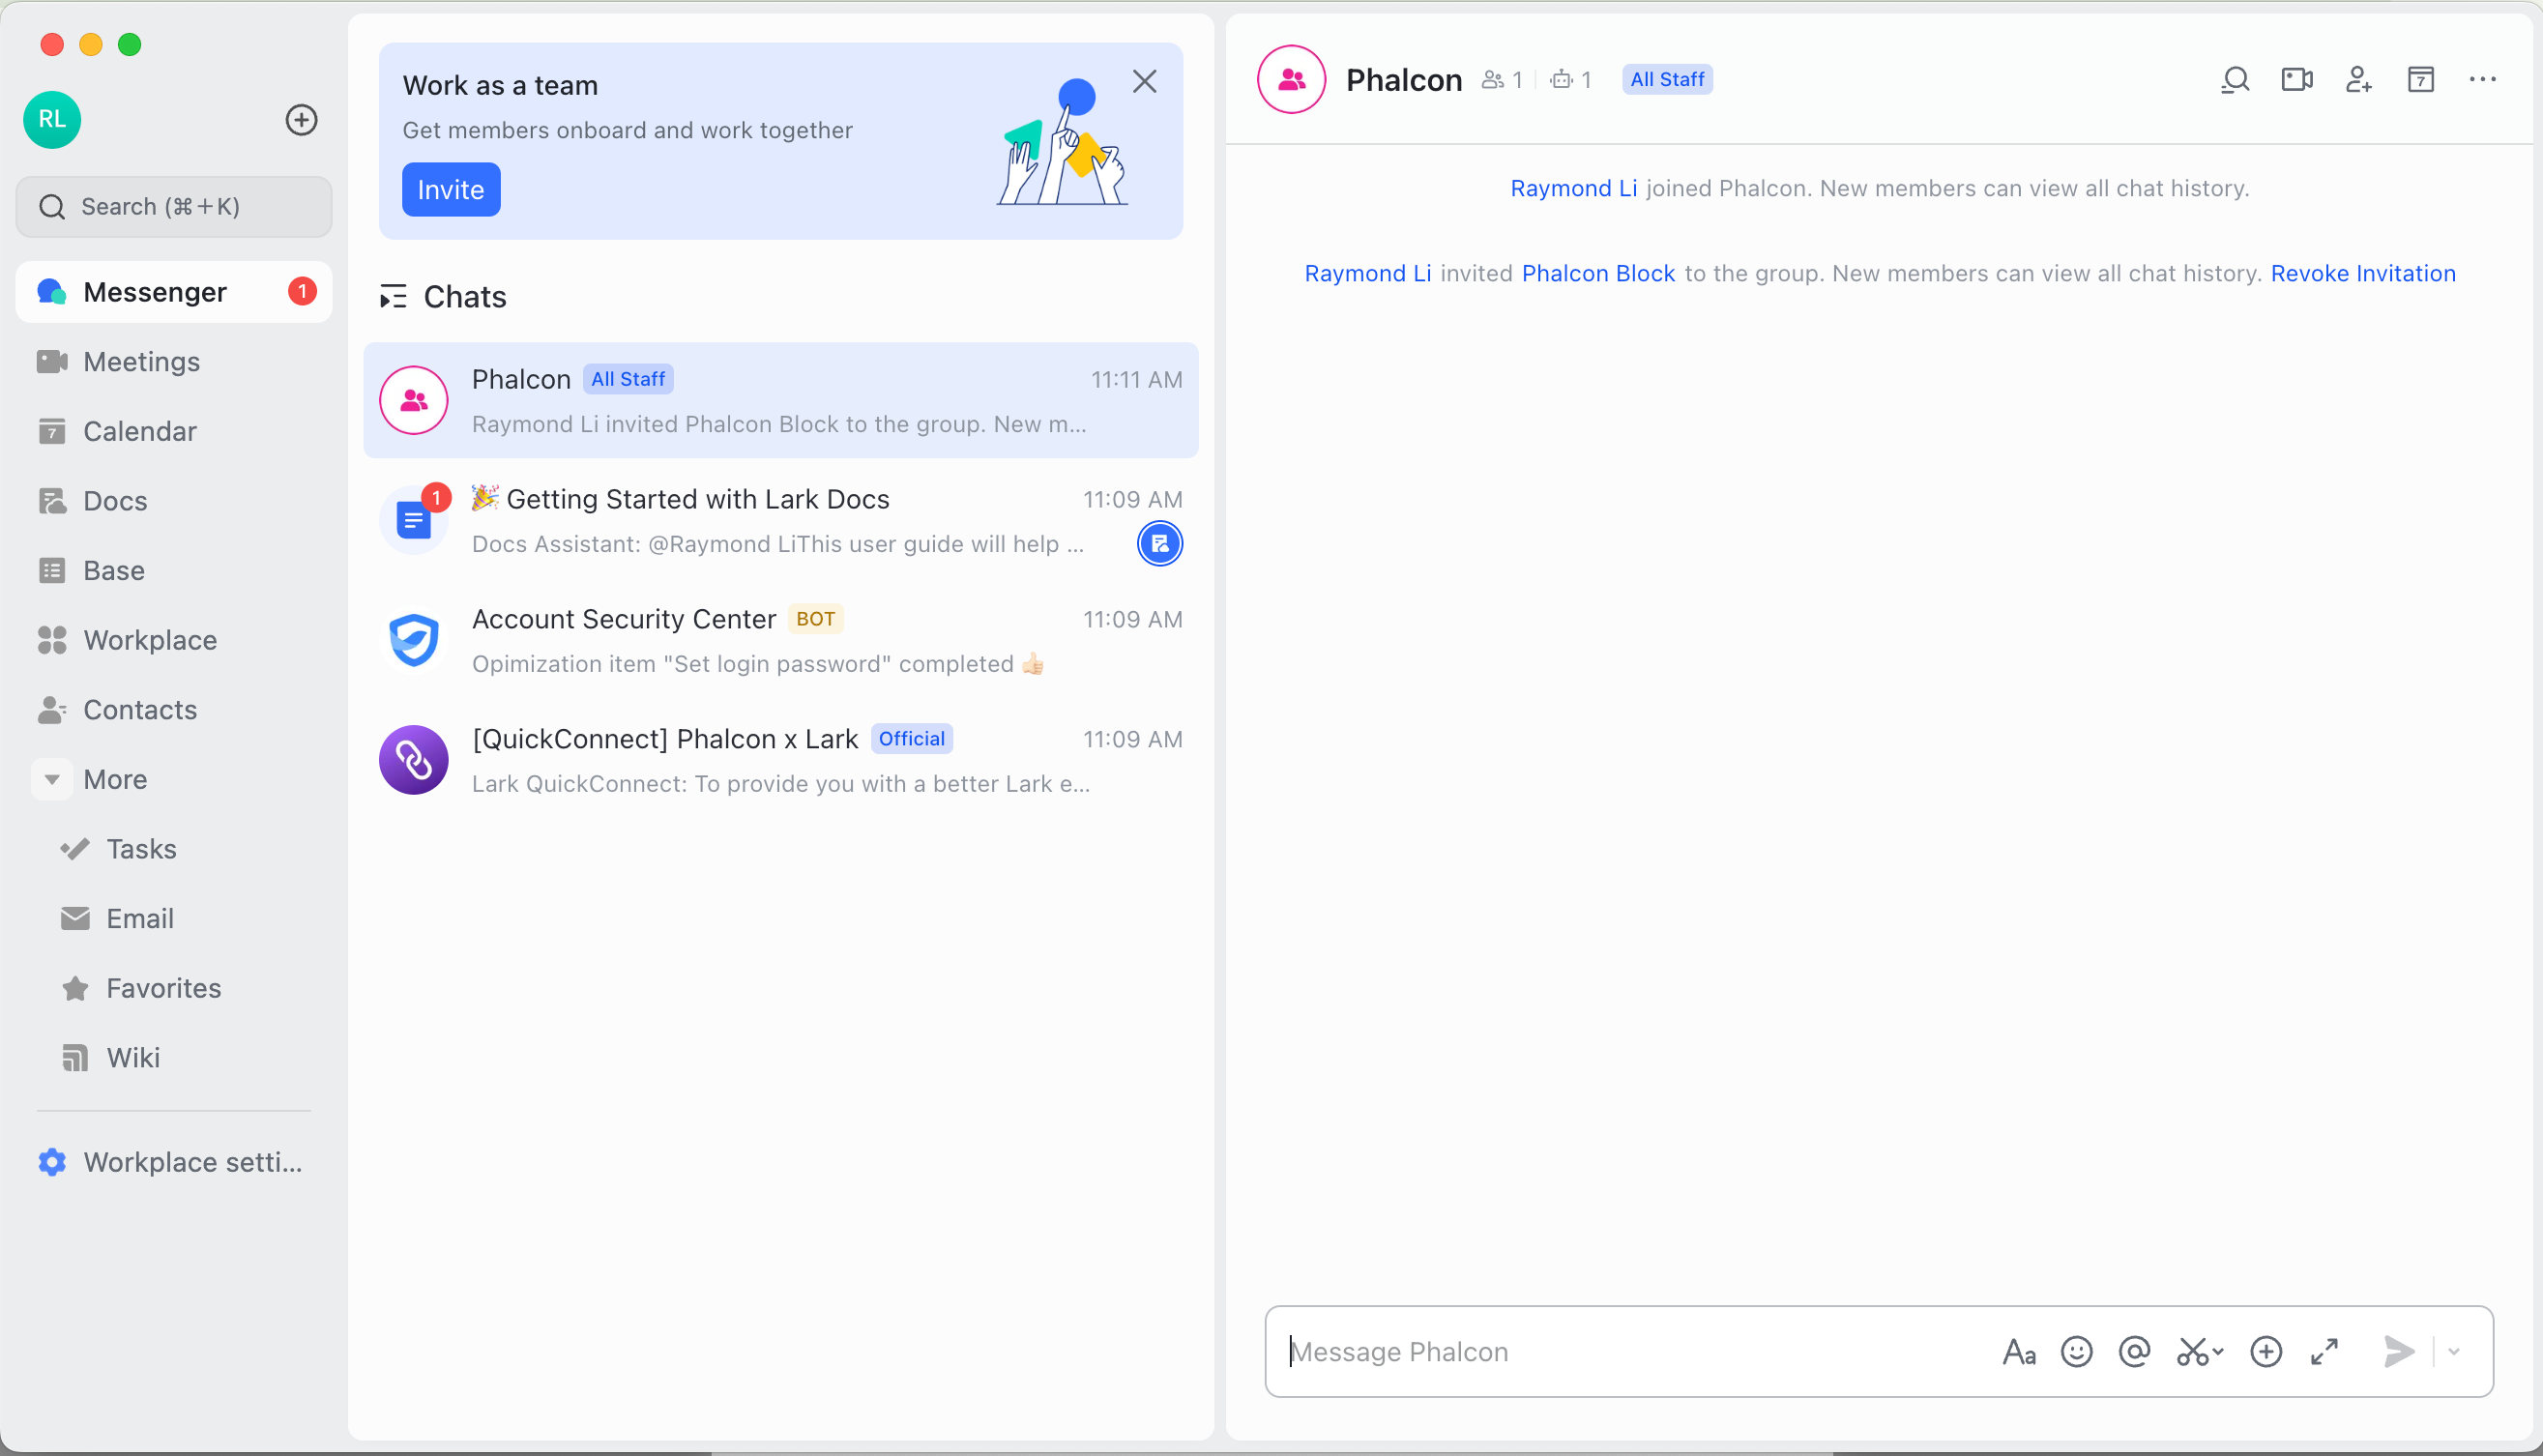 RL
Search (⌘+K)
Messenger
1
Meetings
7
Calendar
Docs
Base
Workplace
Contacts
More
Tasks
Email
Favorites
Wiki
Workplace setti...
Work as a team
Get members onboard and work together
Invite
Chats
Phalcon All Staff 11:11 AM
Raymond Li invited Phalcon Block to the group. New m...
1
🎉 Getting Started with Lark Docs 11:09 AM
Docs Assistant: @Raymond LiThis user guide will help ...
Account Security Center BOT 11:09 AM
Opimization item "Set login password" completed 👍🏻
[QuickConnect] Phalcon x Lark Official 11:09 AM
Lark QuickConnect: To provide you with a better Lark e...
Phalcon 1 1 All Staff
7
Raymond Li joined Phalcon. New members can view all chat history.
Raymond Li invited Phalcon Block to the group. New members can view all chat history. Revoke Invitation
Message Phalcon
Aa